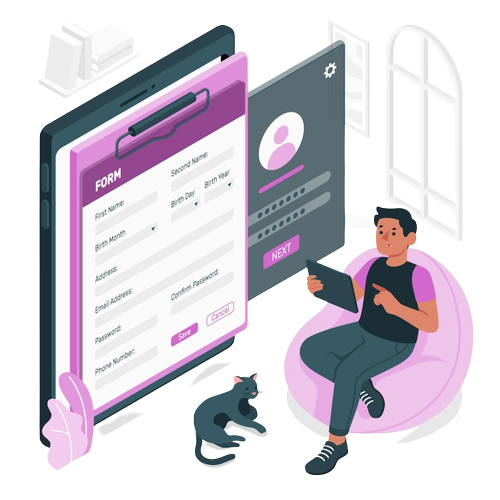 FORM
First Name:
Second Name:
Birth Month
Birth Day
Birth Year
Address:
Email Address:
Password:
Confirm Password:
Phone Number:
Save
Cancel
NEXT